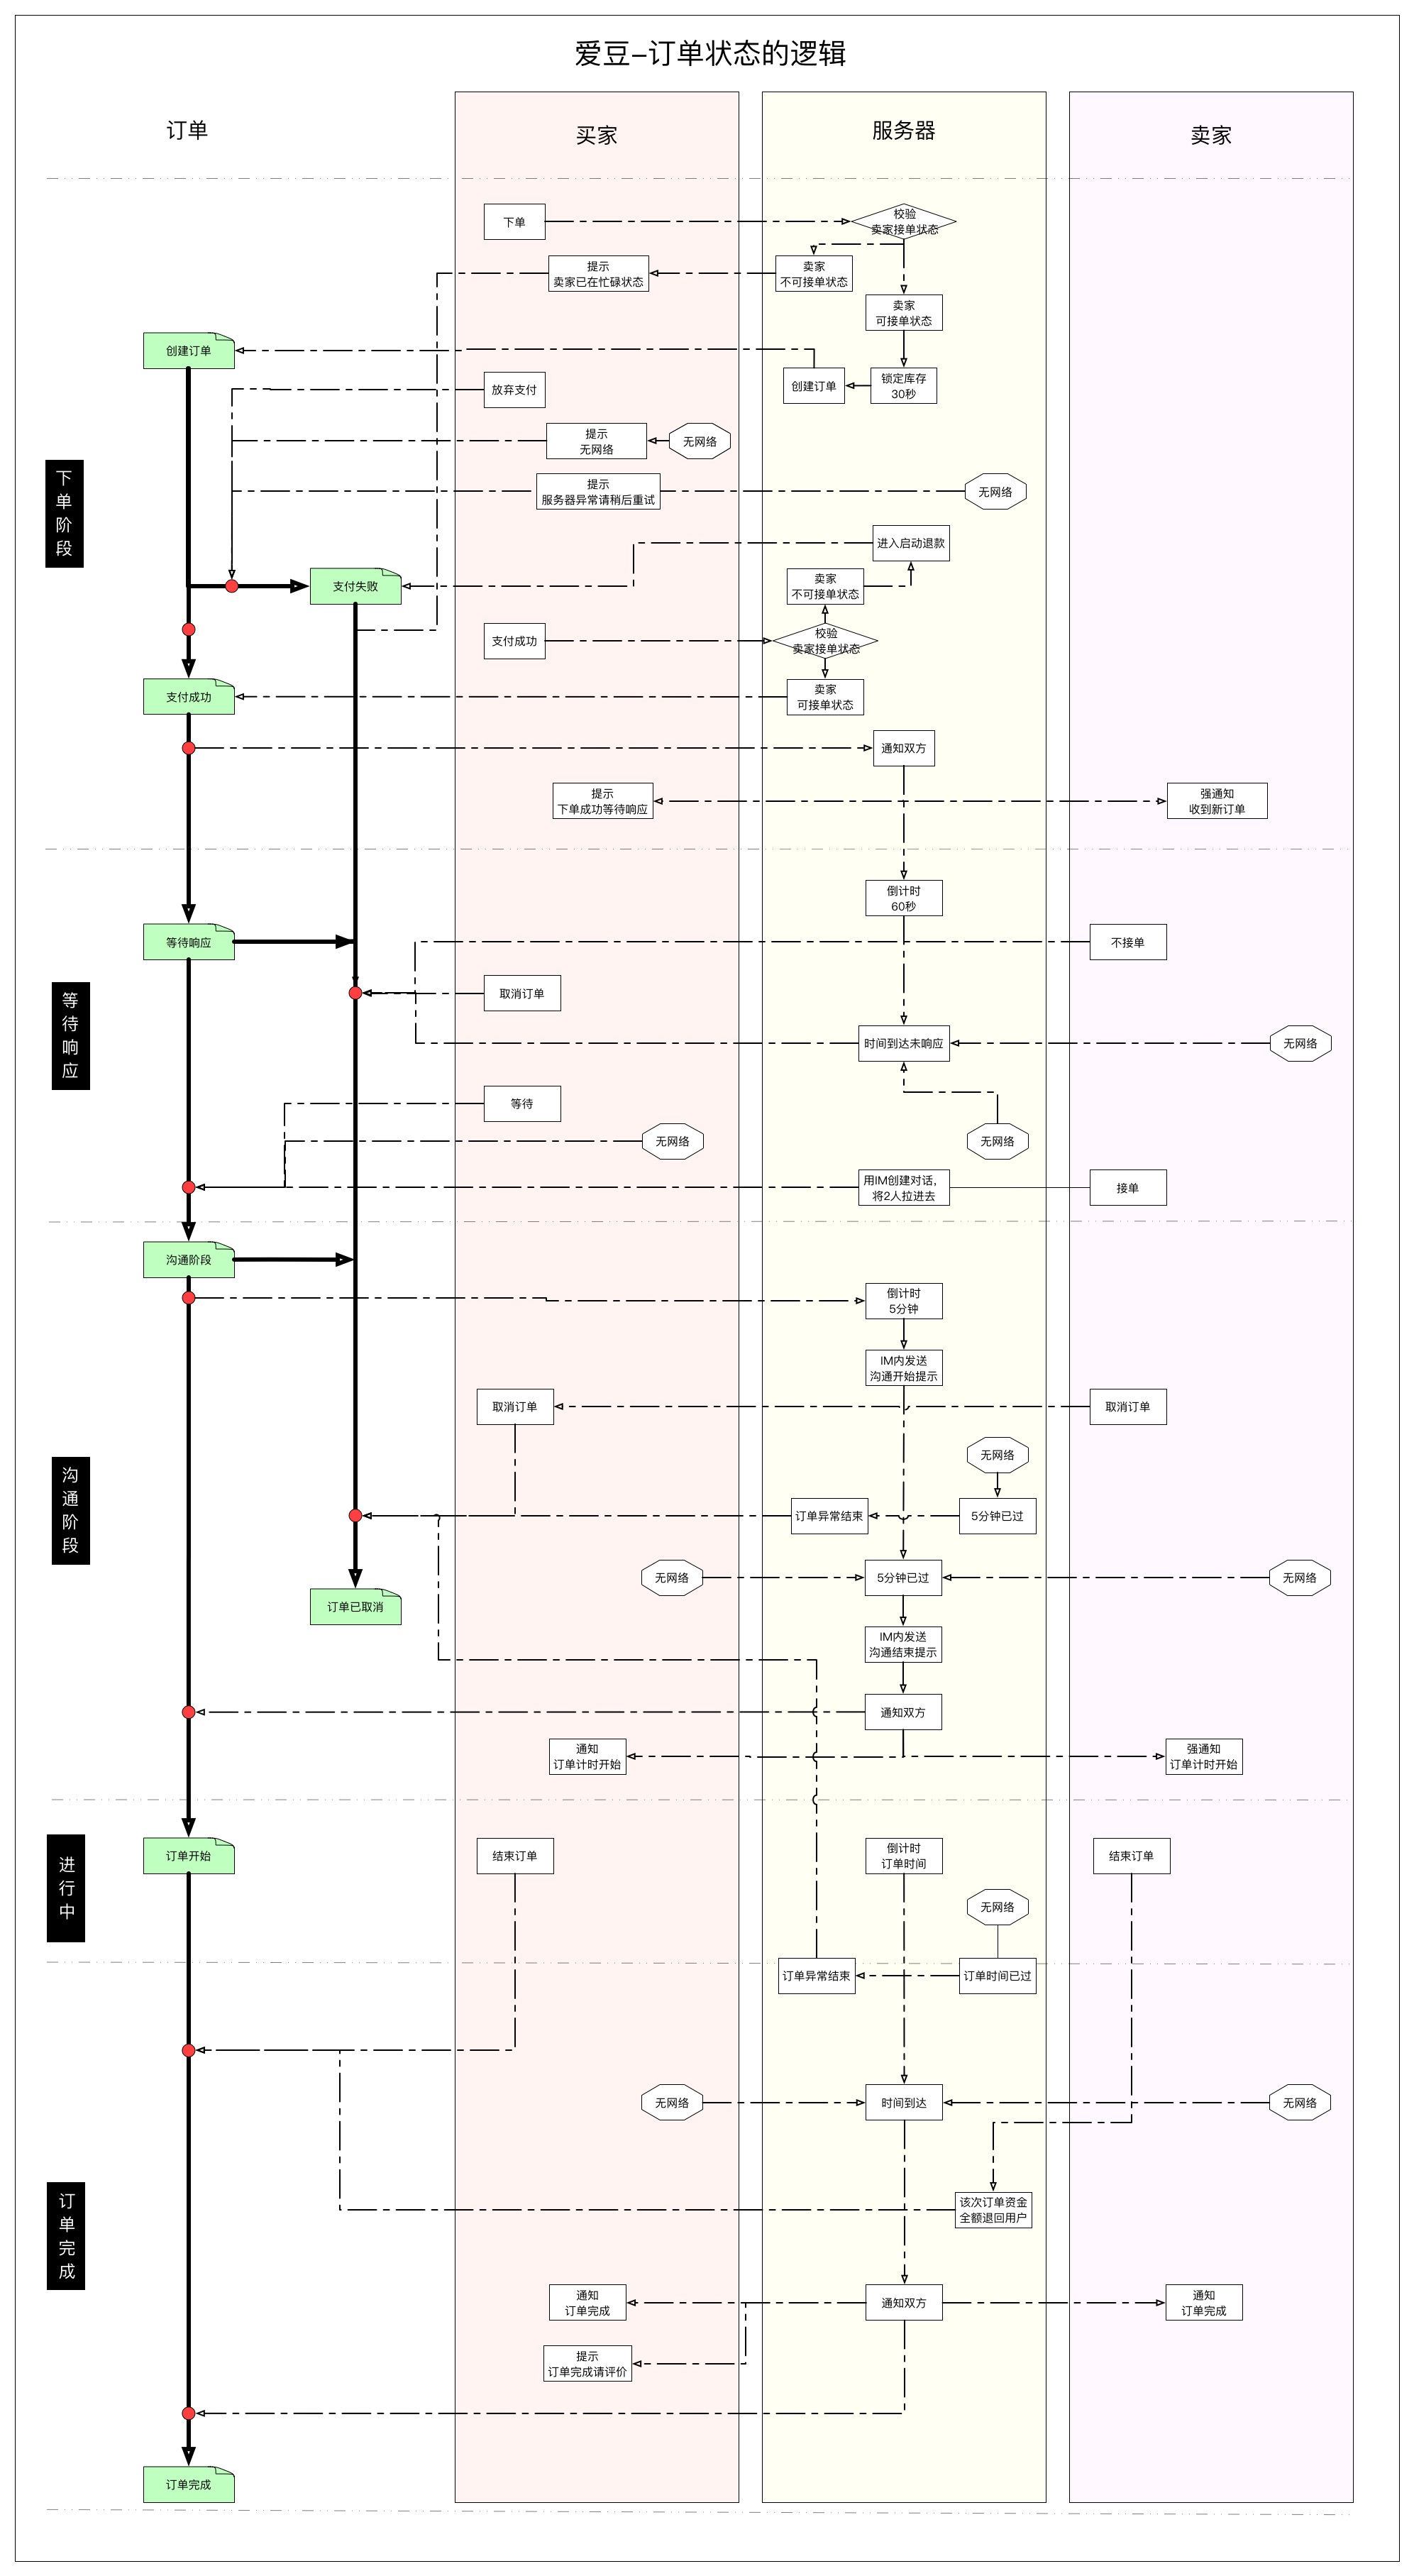 爱豆-订单状态的逻辑
订单
买家
服务器
卖家
下单
校验
卖家接单状态
提示
卖家已在忙碌状态
卖家
不可接单状态
卖家
可接单状态
创建订单
放弃支付
创建订单
锁定库存
30秒
提示
无网络
无网络
下
单
阶
段
提示
服务器异常请稍后重试
无网络
进入启动退款
支付失败
卖家
不可接单状态
支付成功
校验
卖家接单状态
支付成功
卖家
可接单状态
通知双方
提示
下单成功等待响应
强通知
收到新订单
倒计时
60秒
等待响应
不接单
取消订单
等
待
响
应
时间到达未响应
无网络
等待
无网络
无网络
用IM创建对话,
将2人拉进去
接单
沟通阶段
倒计时
5分钟
IM内发送
沟通开始提示
取消订单
取消订单
无网络
沟
通
阶
段
订单异常结束
5分钟已过
无网络
5分钟已过
无网络
订单已取消
IM内发送
沟通结束提示
通知双方
通知
订单计时开始
强通知
订单计时开始
进
行
中
订单开始
结束订单
倒计时
订单时间
结束订单
无网络
订单异常结束
订单时间已过
无网络
时间到达
无网络
订
单
完
成
该次订单资金
全额退回用户
通知
订单完成
通知双方
通知
订单完成
提示
订单完成请评价
订单完成